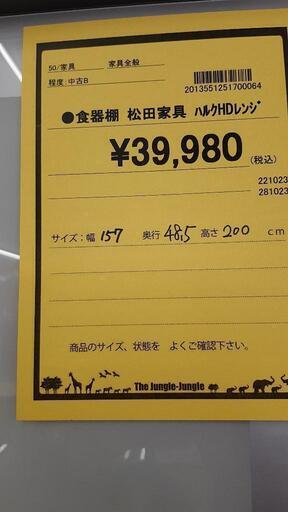 50/家具 家具全般
程度:中古B
2013551251700064
●食器棚 松田家具 ﾊﾙｸHDﾚﾝｼﾞ
¥39,980(税込)
221023
281023
サイズ:幅 157 奥行 48,5 高さ 200 cm
商品のサイズ、状態を よくご確認下さい。
The Jungle-Jungle